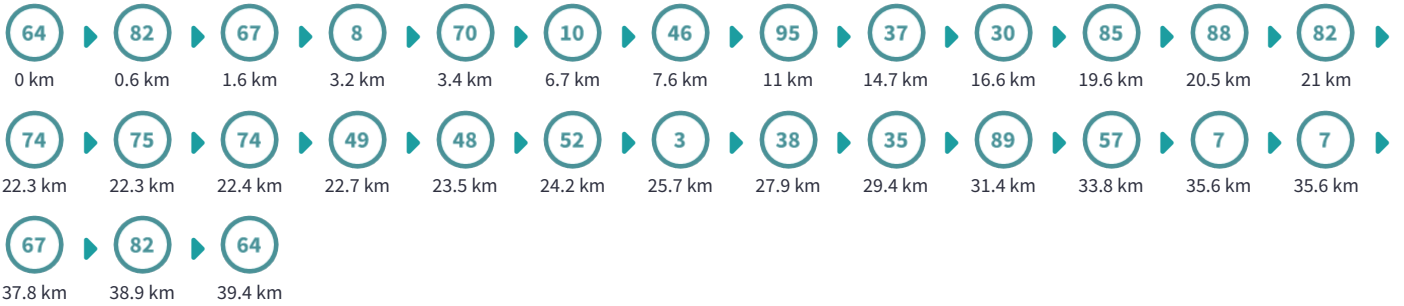 64 82 67 8 70 10 46 95 37 30 85 88 82
0 km 0.6 km 1.6 km 3.2 km 3.4 km 6.7 km 7.6 km 11 km 14.7 km 16.6 km 19.6 km 20.5 km 21 km
74 75 74 49 48 52 3 38 35 89 57 7 7
22.3 km 22.3 km 22.4 km 22.7 km 23.5 km 24.2 km 25.7 km 27.9 km 29.4 km 31.4 km 33.8 km 35.6 km 35.6 km
67 82 64
37.8 km 38.9 km 39.4 km